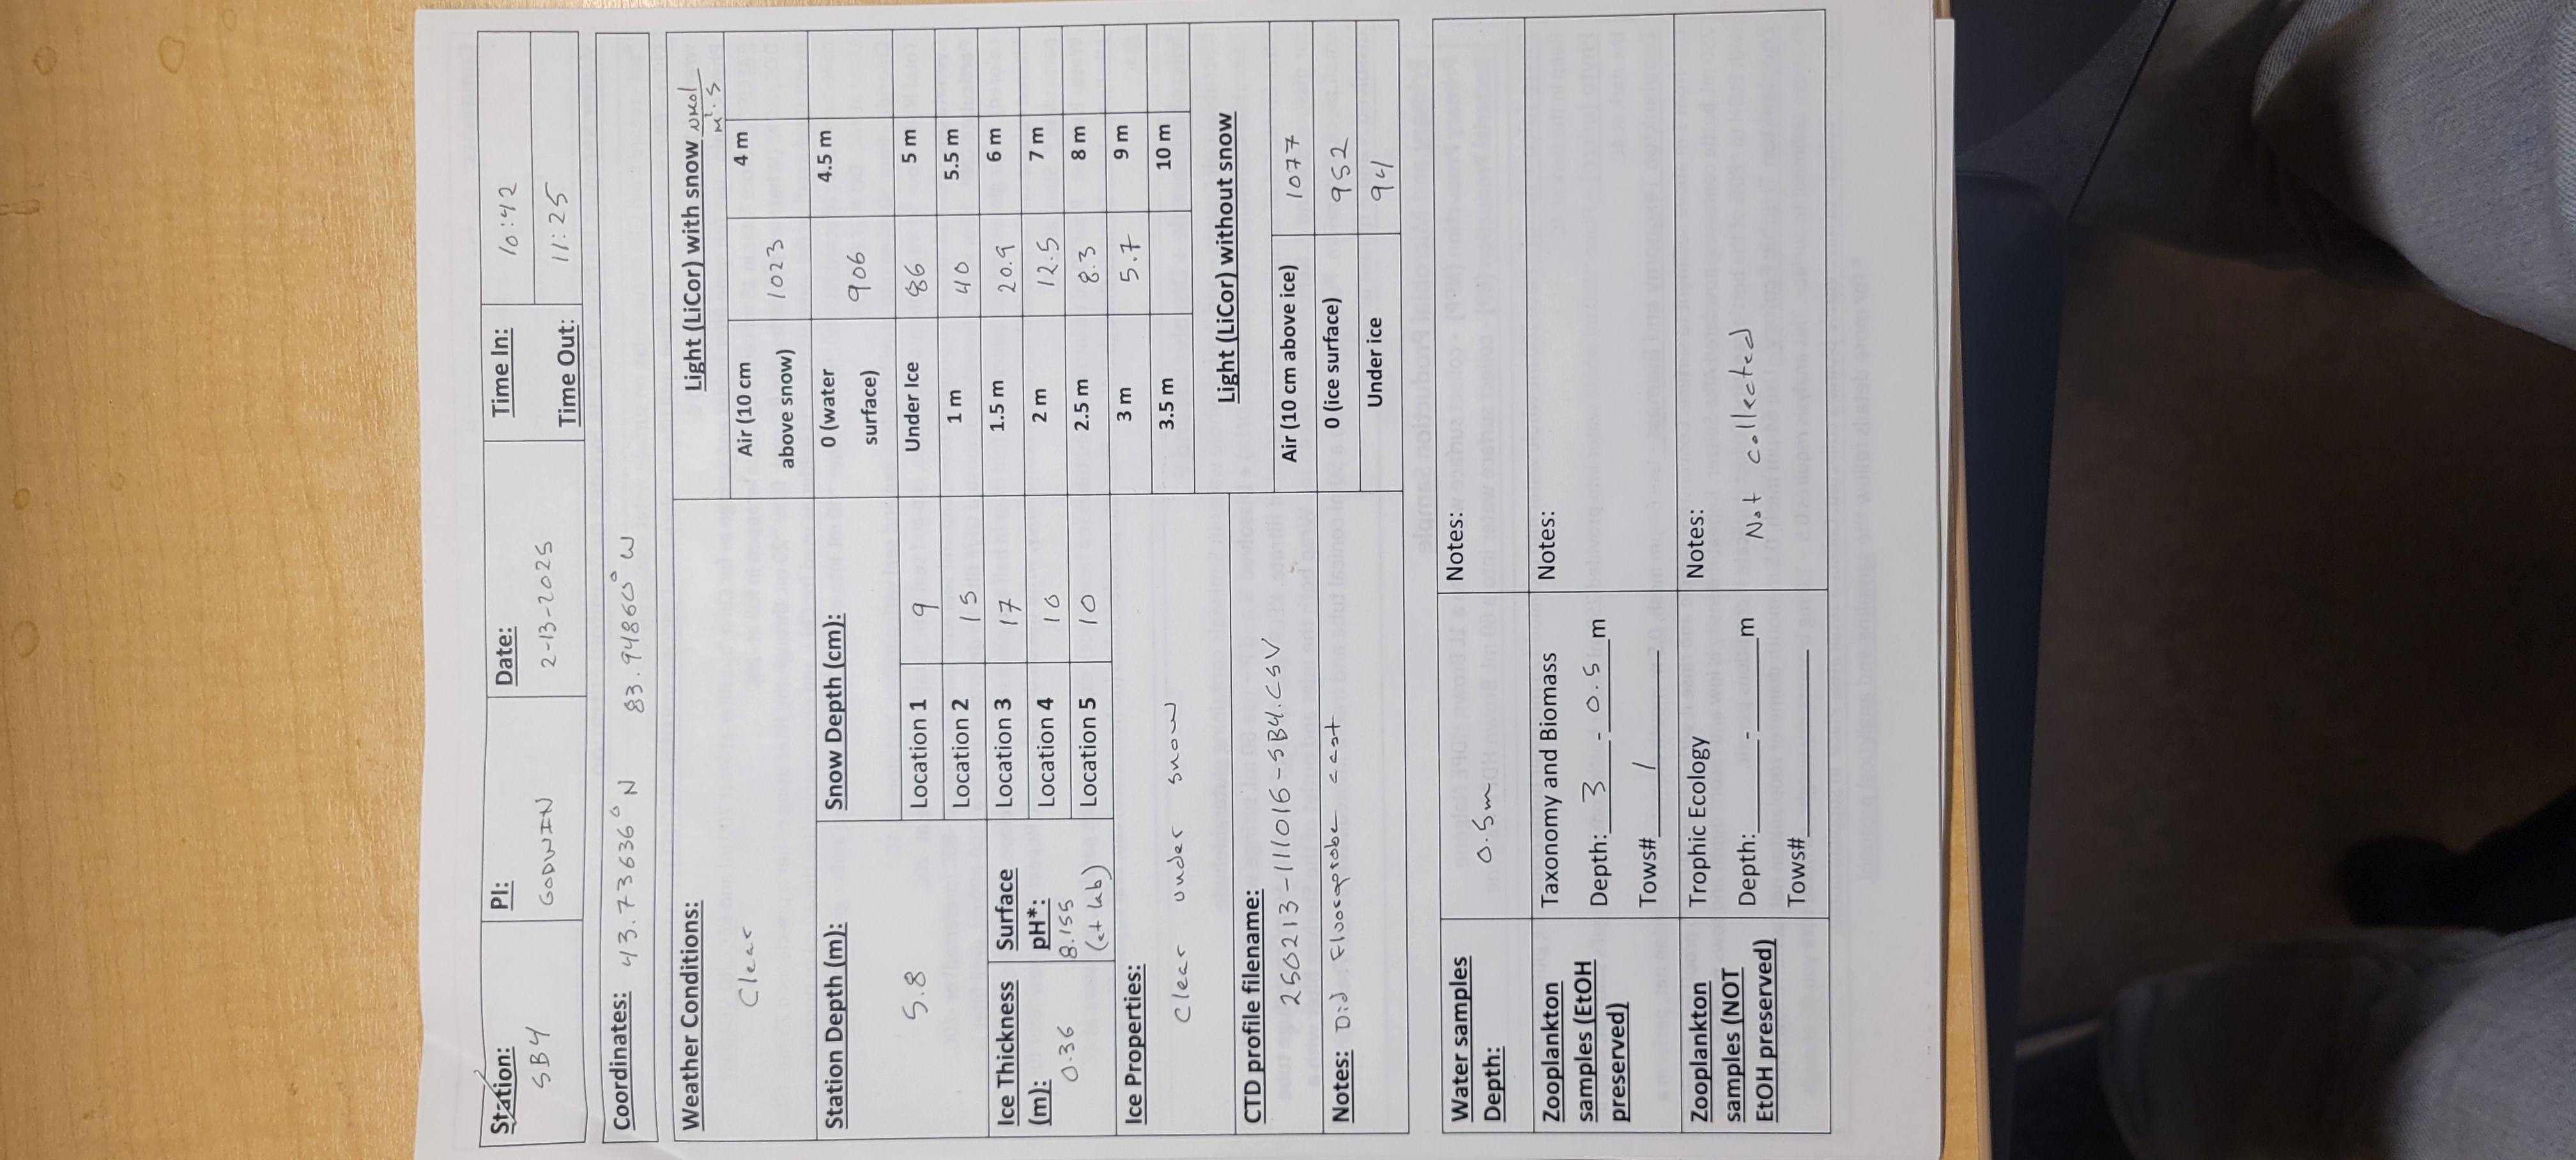 Station: PI: Date: Time In: 10:42
SB4 GODWIN 2-13-2025
Time Out: 11:25
Coordinates: 43.73636° N 83.94860° W
Weather Conditions:
Clear
Light (LiCor) with snow uMol
m²·S
Air (10 cm above snow) 1023 4 m
Station Depth (m): Snow Depth (cm): 0 (water surface) 906 4.5 m
5.8
Location 1 9 Under Ice 86 5 m
Location 2 15 1 m 40 5.5 m
Ice Thickness (m): Surface pH*: Location 3 17 1.5 m 20.9 6 m
0.36 8.155 Location 4 10 2 m 12.5 7 m
(at lab) Location 5 10 2.5 m 8.3 8 m
Ice Properties: 3 m 5.7 9 m
Clear under snow 3.5 m 10 m
Light (LiCor) without snow
CTD profile filename:
250213-111016-SB4.CSV
Air (10 cm above ice) 1077
Notes: Did Fluoroprobe cast 0 (ice surface) 952
Under ice 94
Water samples Depth: 0.5m Notes:
Zooplankton samples (EtOH preserved) Taxonomy and Biomass Notes:
Depth: 3 - 0.5 m
Tows# 1
Zooplankton samples (NOT EtOH preserved) Trophic Ecology Notes:
Depth: - m Not collected
Tows#